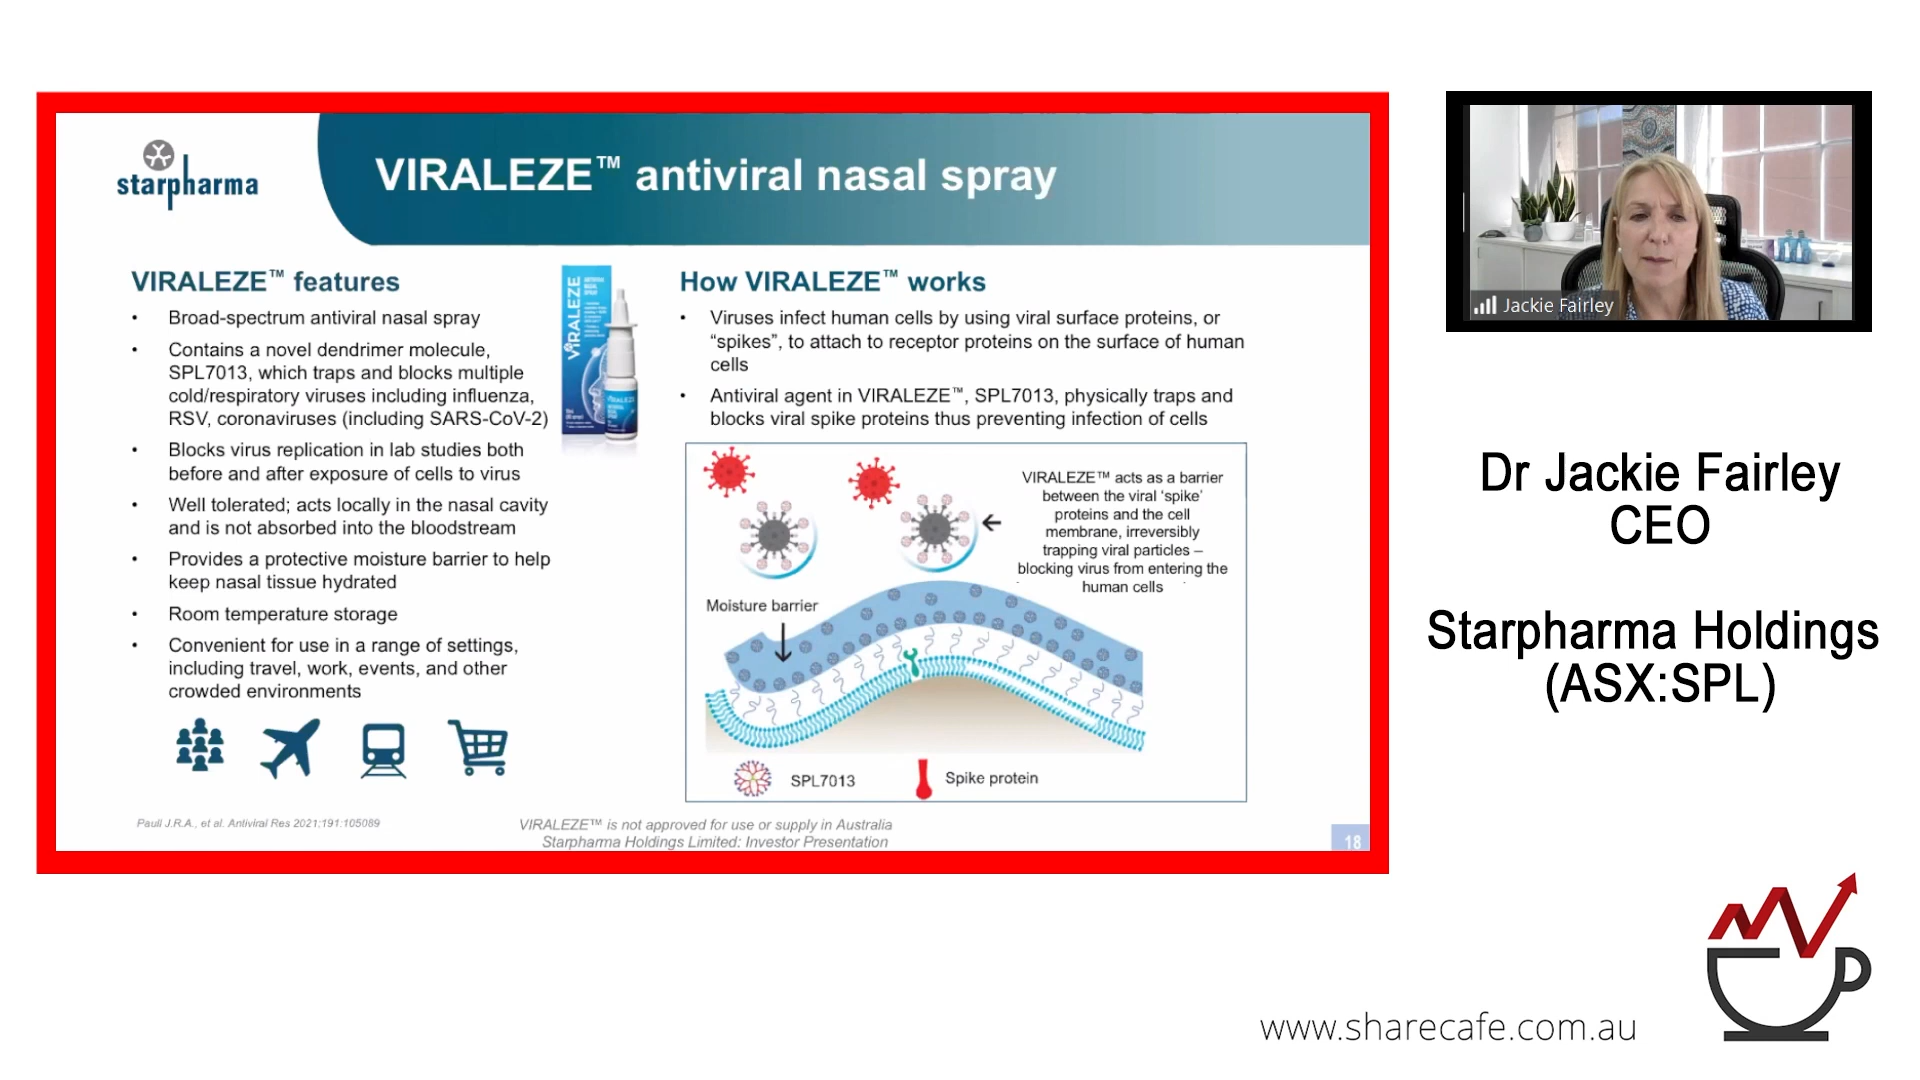 starpharma
VIRALEZE™ antiviral nasal spray
VIRALEZE™ features
• Broad-spectrum antiviral nasal spray
• Contains a novel dendrimer molecule,
SPL7013, which traps and blocks multiple
cold/respiratory viruses including influenza,
RSV, coronaviruses (including SARS-CoV-2)
• Blocks virus replication in lab studies both
before and after exposure of cells to virus
• Well tolerated; acts locally in the nasal cavity
and is not absorbed into the bloodstream
• Provides a protective moisture barrier to help
keep nasal tissue hydrated
• Room temperature storage
• Convenient for use in a range of settings,
including travel, work, events, and other
crowded environments
VIRALEZE
VIRALEZE
How VIRALEZE™ works
• Viruses infect human cells by using viral surface proteins, or
“spikes”, to attach to receptor proteins on the surface of human
cells
• Antiviral agent in VIRALEZE™, SPL7013, physically traps and
blocks viral spike proteins thus preventing infection of cells
VIRALEZE™ acts as a barrier
between the viral ‘spike’
proteins and the cell
membrane, irreversibly
trapping viral particles –
blocking virus from entering the
human cells
Moisture barrier
SPL7013
Spike protein
Paull J.R.A., et al. Antiviral Res 2021;191:105089
VIRALEZE™ is not approved for use or supply in Australia
Starpharma Holdings Limited: Investor Presentation
18
Jackie Fairley
Dr Jackie Fairley
CEO
Starpharma Holdings
(ASX:SPL)
www.sharecafe.com.au